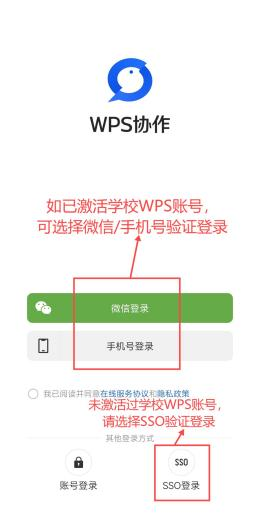 WPS协作
如已激活学校WPS账号，
可选择微信/手机号验证登录
微信登录
手机号登录
我已阅读并同意在线服务协议和隐私政策
未激活过学校WPS账号，
请选择SSO验证登录
其他登录方式
SSO
账号登录
SSO登录